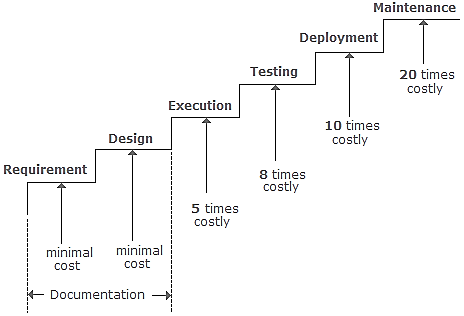 Maintenance
Deployment
Testing
Execution
Design
Requirement
20 times
costly
10 times
costly
8 times
costly
5 times
costly
minimal
cost
minimal
cost
Documentation